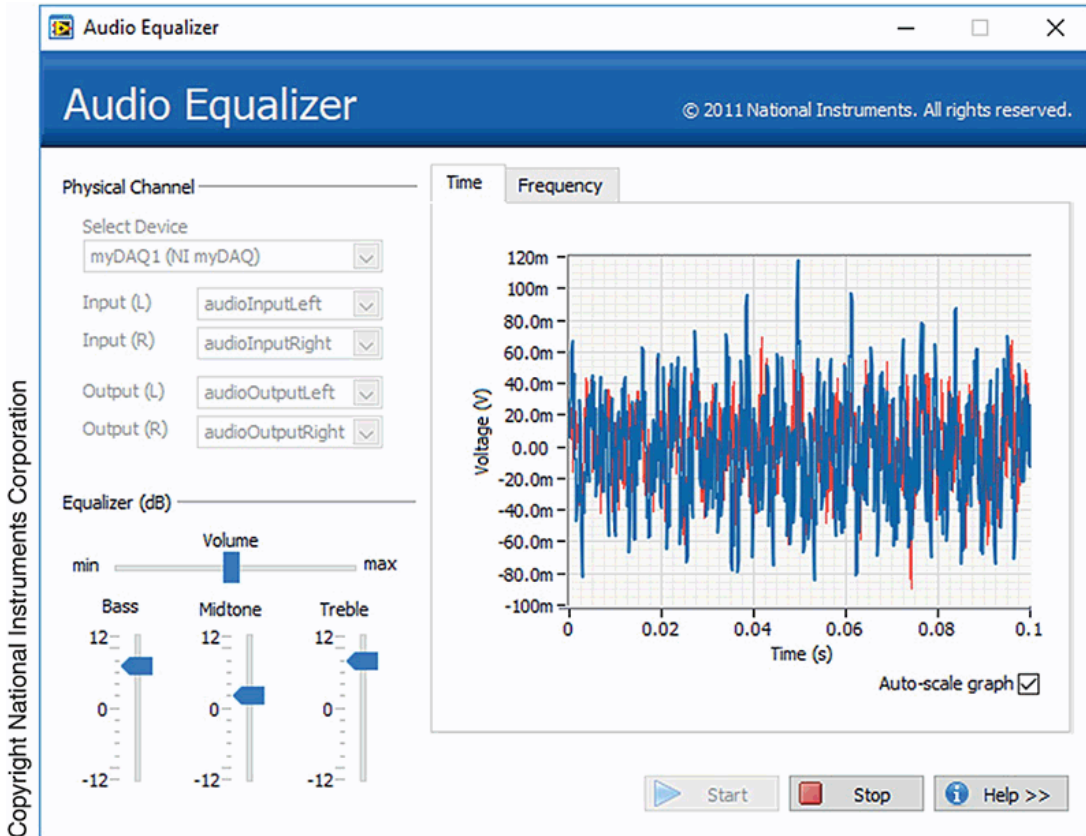 Audio Equalizer
Audio Equalizer
© 2011 National Instruments. All rights reserved.
Physical Channel
Select Device
myDAQ1 (NI myDAQ)
Input (L)
audioInputLeft
Input (R)
audioInputRight
Output (L)
audioOutputLeft
Output (R)
audioOutputRight
Equalizer (dB)
Volume
min
max
Bass
Midtone
Treble
12
0
-12
12
0
-12
12
0
-12
Time
Frequency
120m
100m
80.0m
60.0m
40.0m
20.0m
0.00
-20.0m
-40.0m
-60.0m
-80.0m
-100m
Voltage (V)
0
0.02
0.04
0.06
0.08
0.1
Time (s)
Auto-scale graph
Start
Stop
Help >>
Copyright National Instruments Corporation